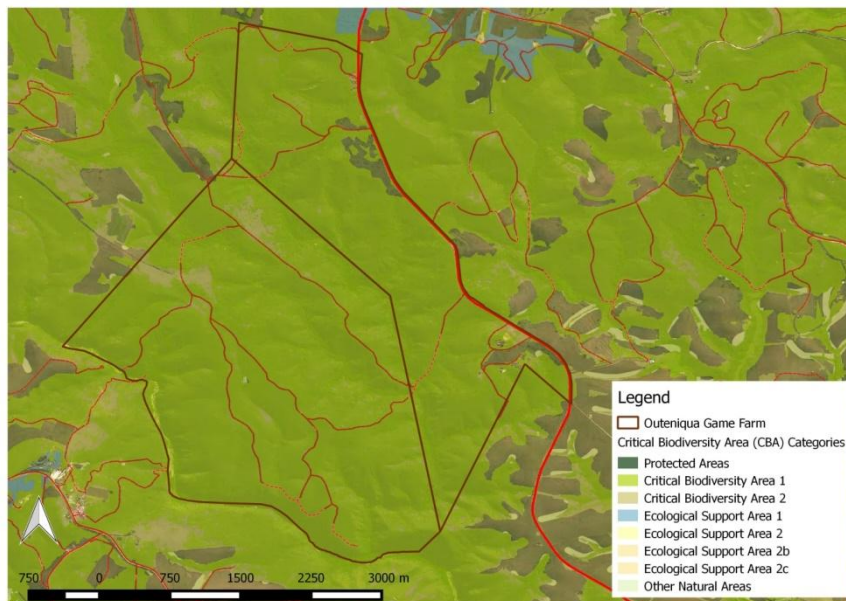 Legend
Outeniqua Game Farm
Critical Biodiversity Area (CBA) Categories
Protected Areas
Critical Biodiversity Area 1
Critical Biodiversity Area 2
Ecological Support Area 1
Ecological Support Area 2
Ecological Support Area 2b
Ecological Support Area 2c
Other Natural Areas
750 0 750 1500 2250 3000 m